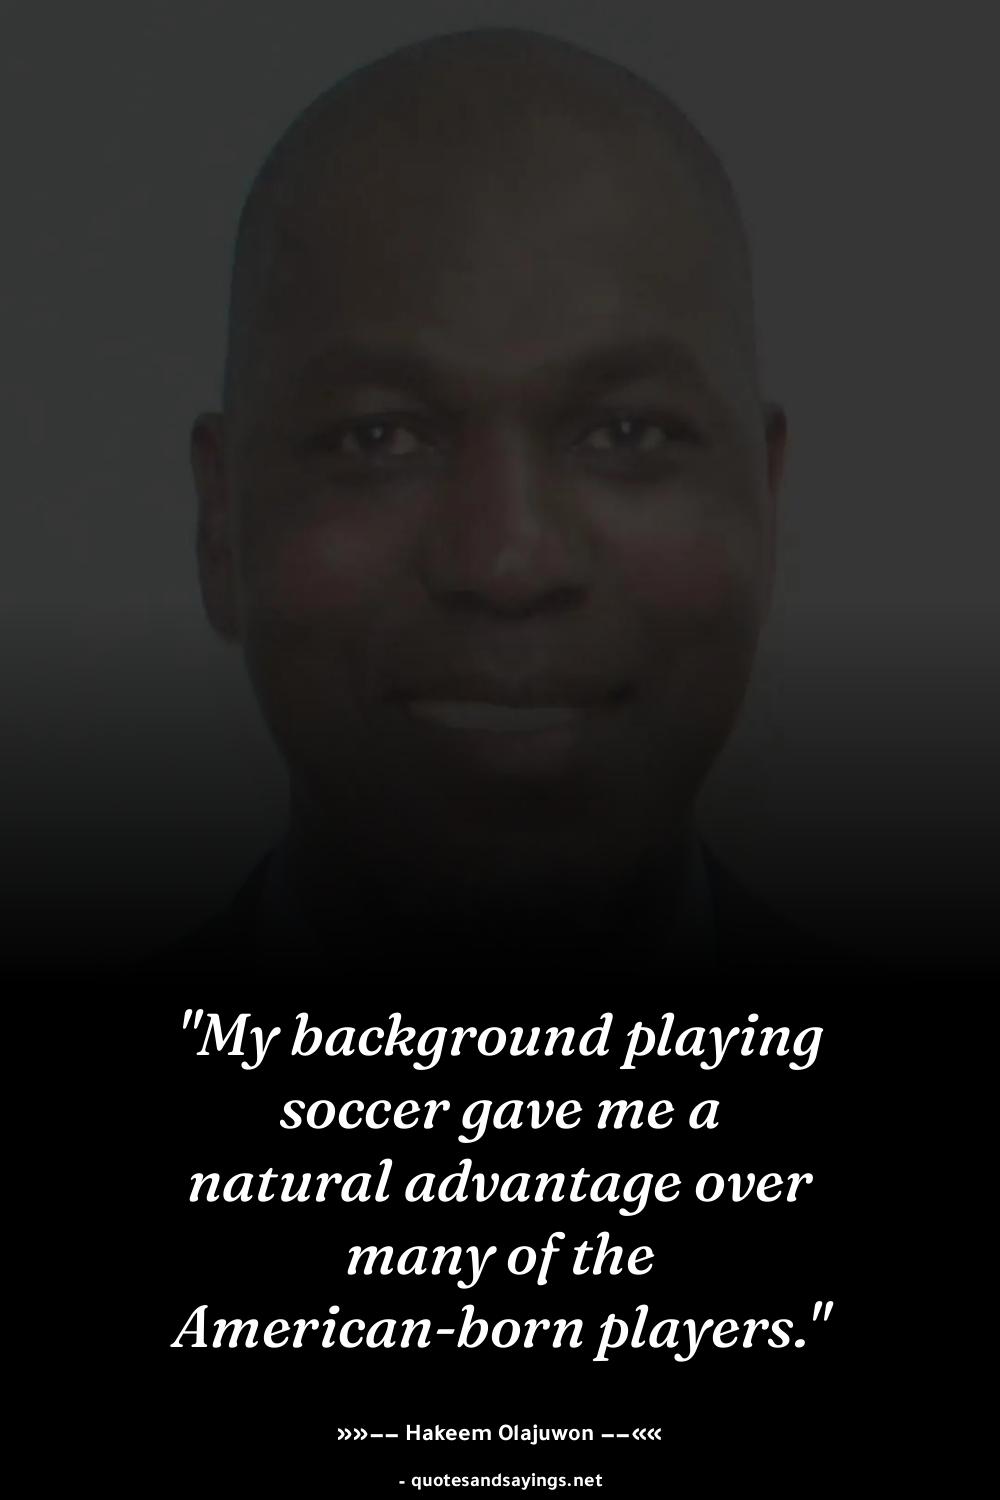 "My background playing
soccer gave me a
natural advantage over
many of the
American-born players."
»»−− Hakeem Olajuwon −−««
- quotesandsayings.net